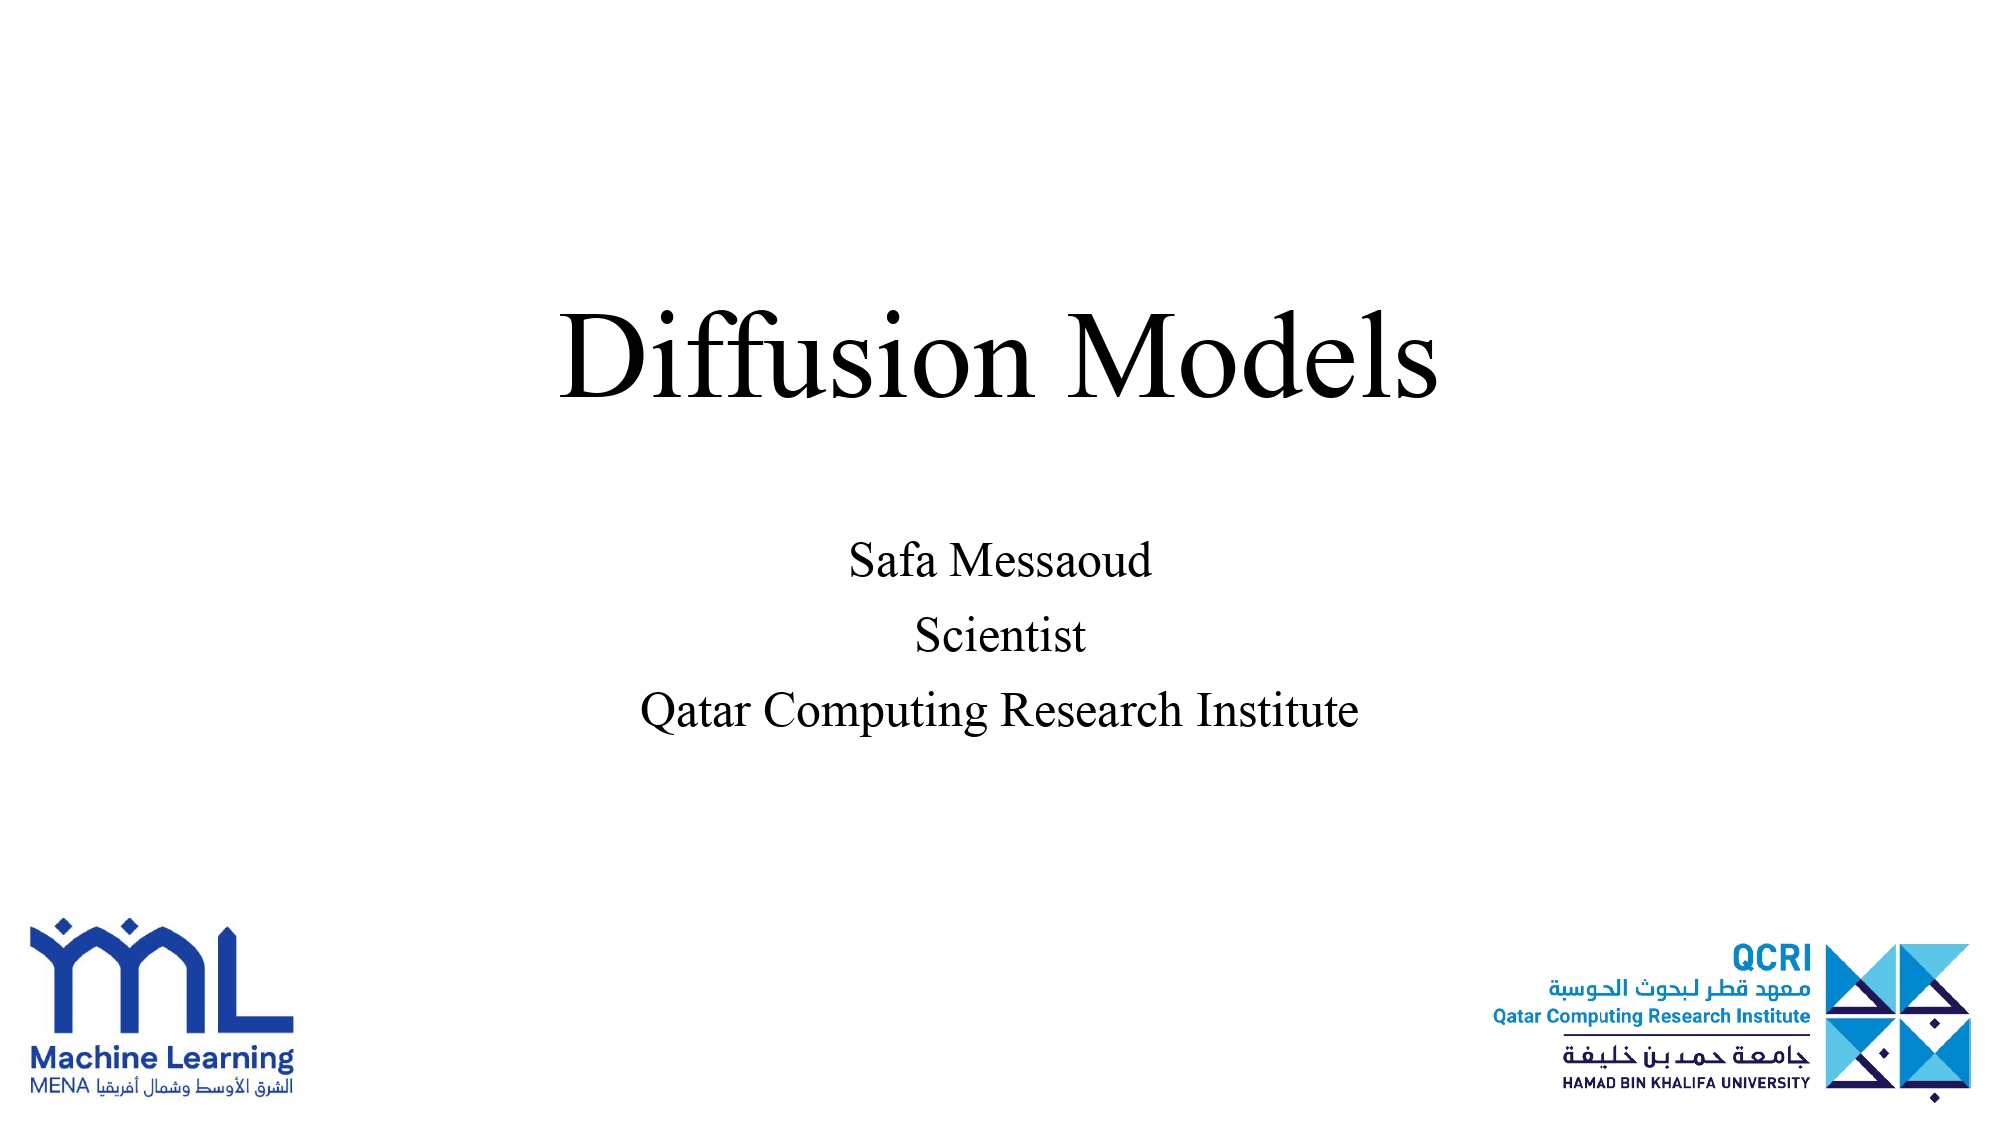 Diffusion Models
Safa Messaoud
Scientist
Qatar Computing Research Institute
mL
Machine Learning
MENA الشرق الأوسط وشمال أفريقيا
QCRI
معهد قطر لبحوث الحوسبة
Qatar Computing Research Institute
جامعة حمد بن خليفة
HAMAD BIN KHALIFA UNIVERSITY